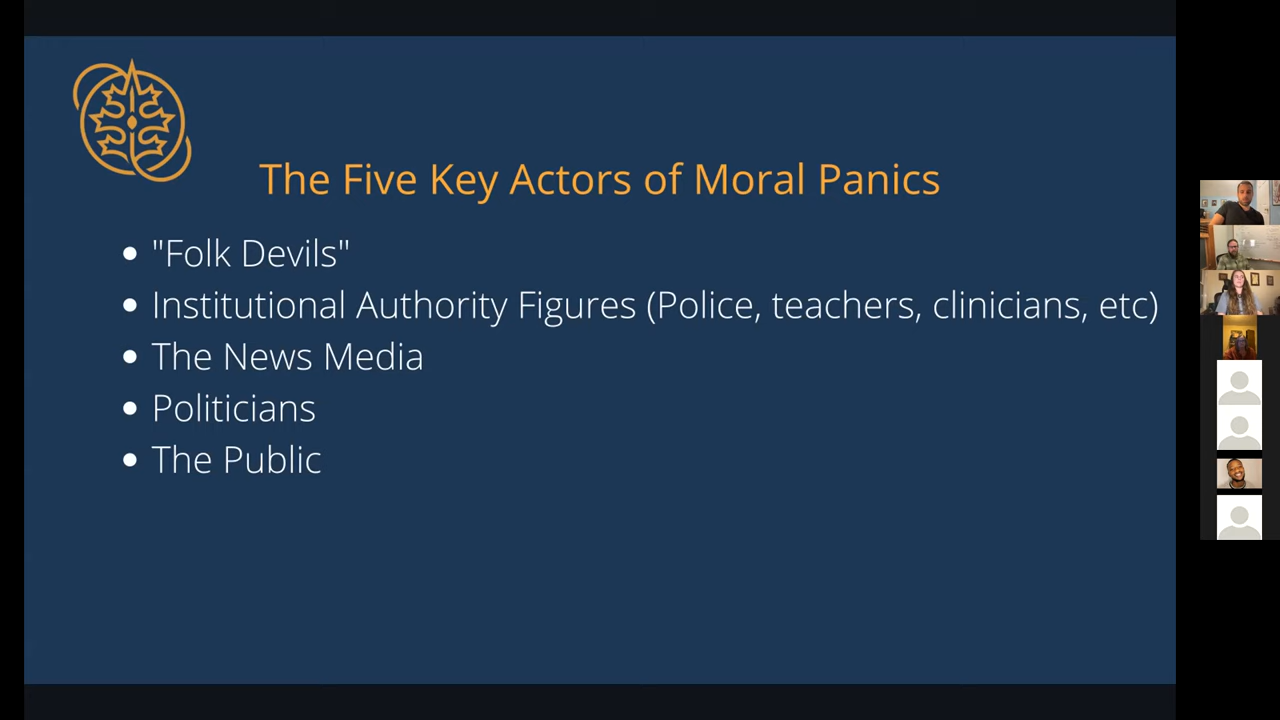 The Five Key Actors of Moral Panics
• "Folk Devils"
• Institutional Authority Figures (Police, teachers, clinicians, etc)
• The News Media
• Politicians
• The Public